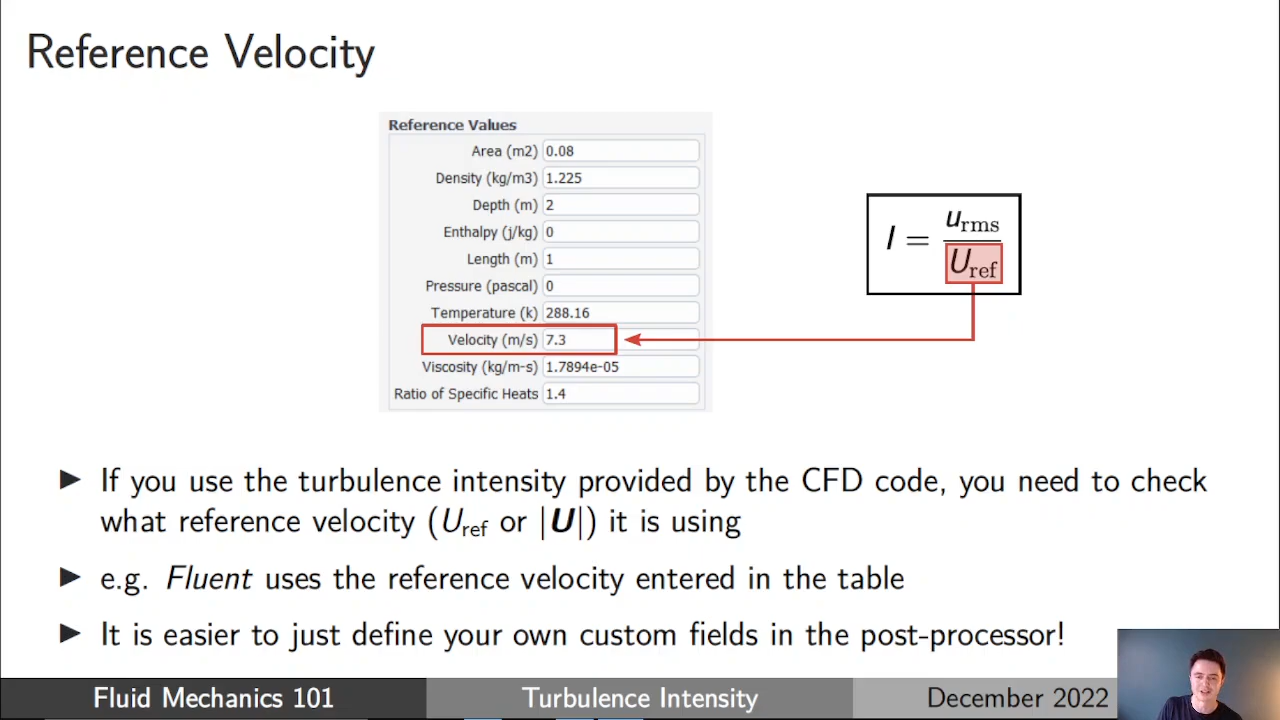 Reference Velocity
Reference Values
Area (m2) 0.08
Density (kg/m3) 1.225
Depth (m) 2
Enthalpy (j/kg) 0
Length (m) 1
Pressure (pascal) 0
Temperature (k) 288.16
Velocity (m/s) 7.3
Viscosity (kg/m-s) 1.7894e-05
Ratio of Specific Heats 1.4
I = u_rms / U_ref
▶ If you use the turbulence intensity provided by the CFD code, you need to check
what reference velocity (U_ref or |U|) it is using
▶ e.g. Fluent uses the reference velocity entered in the table
▶ It is easier to just define your own custom fields in the post-processor!
Fluid Mechanics 101 Turbulence Intensity December 2022